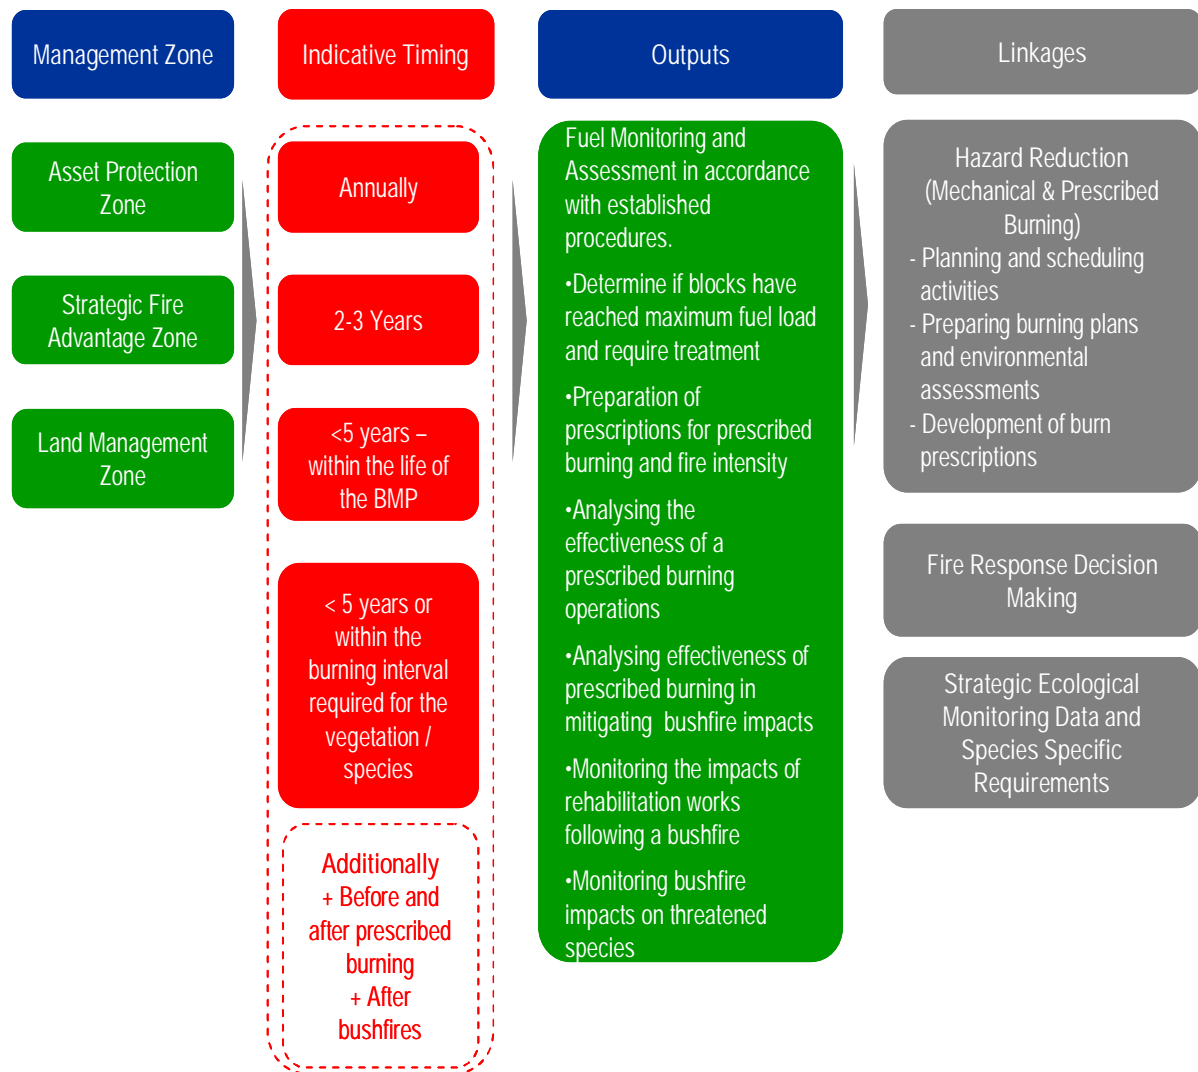 Management Zone
Indicative Timing
Outputs
Linkages
Asset Protection
Zone
Strategic Fire
Advantage Zone
Land Management
Zone
Annually
2-3 Years
<5 years –
within the life of
the BMP
< 5 years or
within the
burning interval
required for the
vegetation /
species
Additionally
+ Before and
after prescribed
burning
+ After
bushfires
Fuel Monitoring and
Assessment in accordance
with established
procedures.
•Determine if blocks have
reached maximum fuel load
and require treatment
•Preparation of
prescriptions for prescribed
burning and fire intensity
•Analysing the
effectiveness of a
prescribed burning
operations
•Analysing effectiveness of
prescribed burning in
mitigating bushfire impacts
•Monitoring the impacts of
rehabilitation works
following a bushfire
•Monitoring bushfire
impacts on threatened
species
Hazard Reduction
(Mechanical & Prescribed
Burning)
- Planning and scheduling
activities
- Preparing burning plans
and environmental
assessments
- Development of burn
prescriptions
Fire Response Decision
Making
Strategic Ecological
Monitoring Data and
Species Specific
Requirements